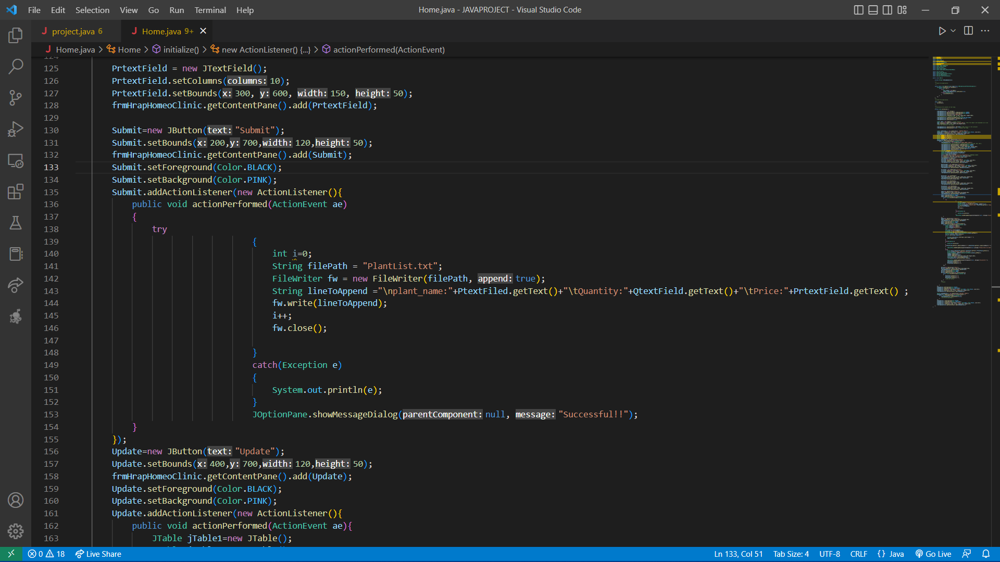 File Edit Selection View Go Run Terminal Help
Home.java - JAVAPROJECT - Visual Studio Code
J project.java 6
J Home.java 9+
J Home.java > Home > initialize() > new ActionListener() {...} > actionPerformed(ActionEvent)
124
125 PrtextField = new JTextField();
126 PrtextField.setColumns(columns: 10);
127 PrtextField.setBounds(x: 300, y: 600, width: 150, height: 50);
128 frmHrapHomeoClinic.getContentPane().add(PrtextField);
129
130 Submit=new JButton(text: "Submit");
131 Submit.setBounds(x: 200,y: 700,width: 120,height: 50);
132 frmHrapHomeoClinic.getContentPane().add(Submit);
133 Submit.setForeground(Color.BLACK);
134 Submit.setBackground(Color.PINK);
135 Submit.addActionListener(new ActionListener(){
136 public void actionPerformed(ActionEvent ae)
137 {
138 try
139 {
140 int i=0;
141 String filePath = "PlantList.txt";
142 FileWriter fw = new FileWriter(filePath, append: true);
143 String lineToAppend ="\nplant_name:"+PtextFiled.getText()+"\tQuantity:"+QtextField.getText()+"\tPrice:"+PrtextField.getText() ;
144 fw.write(lineToAppend);
145 i++;
146 fw.close();
147
148 }
149 catch(Exception e)
150 {
151 System.out.println(e);
152 }
153 JOptionPane.showMessageDialog(parentComponent: null, message: "Successful!!");
154 }
155 });
156 Update=new JButton(text: "Update");
157 Update.setBounds(x: 400,y: 700,width: 120,height: 50);
158 frmHrapHomeoClinic.getContentPane().add(Update);
159 Update.setForeground(Color.BLACK);
160 Update.setBackground(Color.PINK);
161 Update.addActionListener(new ActionListener(){
162 public void actionPerformed(ActionEvent ae){
163 JTable jTable1=new JTable();
0 18 Live Share
Ln 133, Col 51 Tab Size: 4 UTF-8 CRLF {} Java Go Live